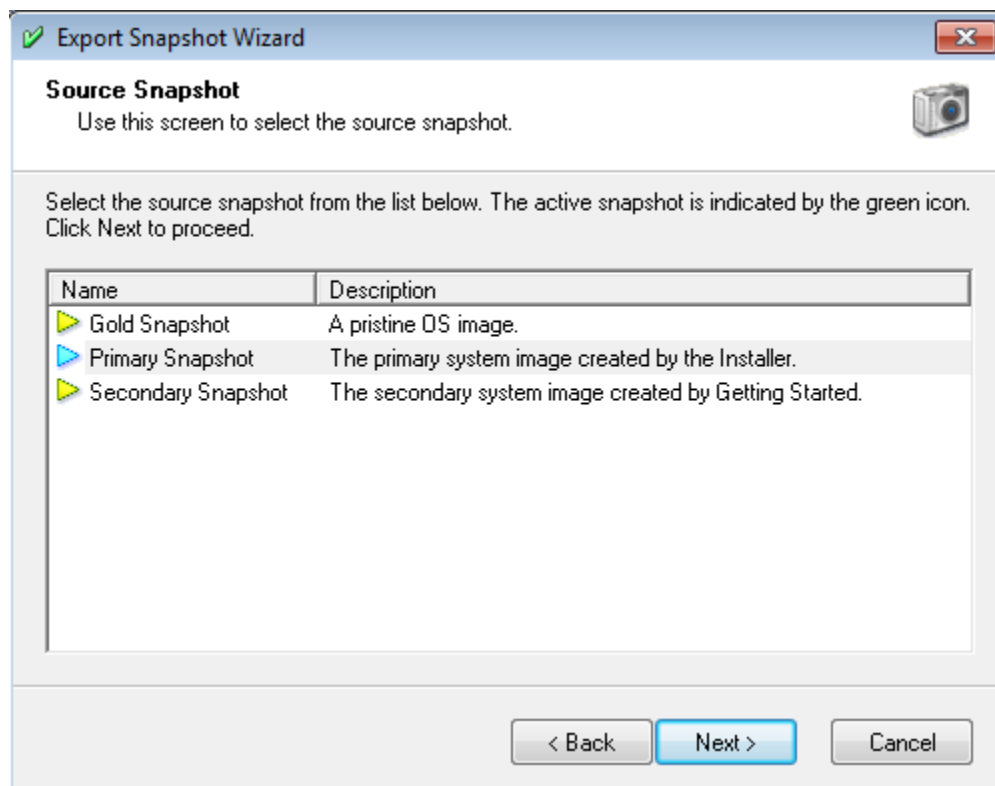 Export Snapshot Wizard
Source Snapshot
Use this screen to select the source snapshot.
Select the source snapshot from the list below. The active snapshot is indicated by the green icon.
Click Next to proceed.
Name Description
Gold Snapshot A pristine OS image.
Primary Snapshot The primary system image created by the Installer.
Secondary Snapshot The secondary system image created by Getting Started.
< Back Next > Cancel